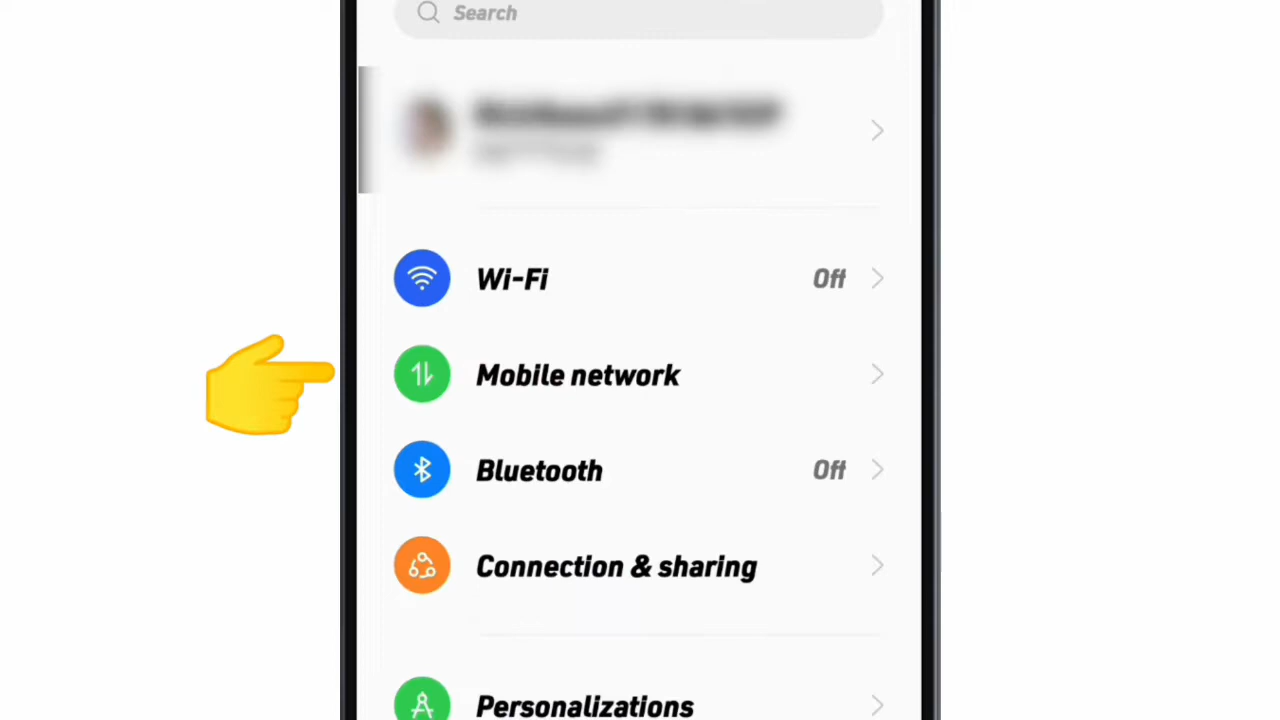 Search
Wi-Fi Off
Mobile network
Bluetooth Off
Connection & sharing
Personalizations